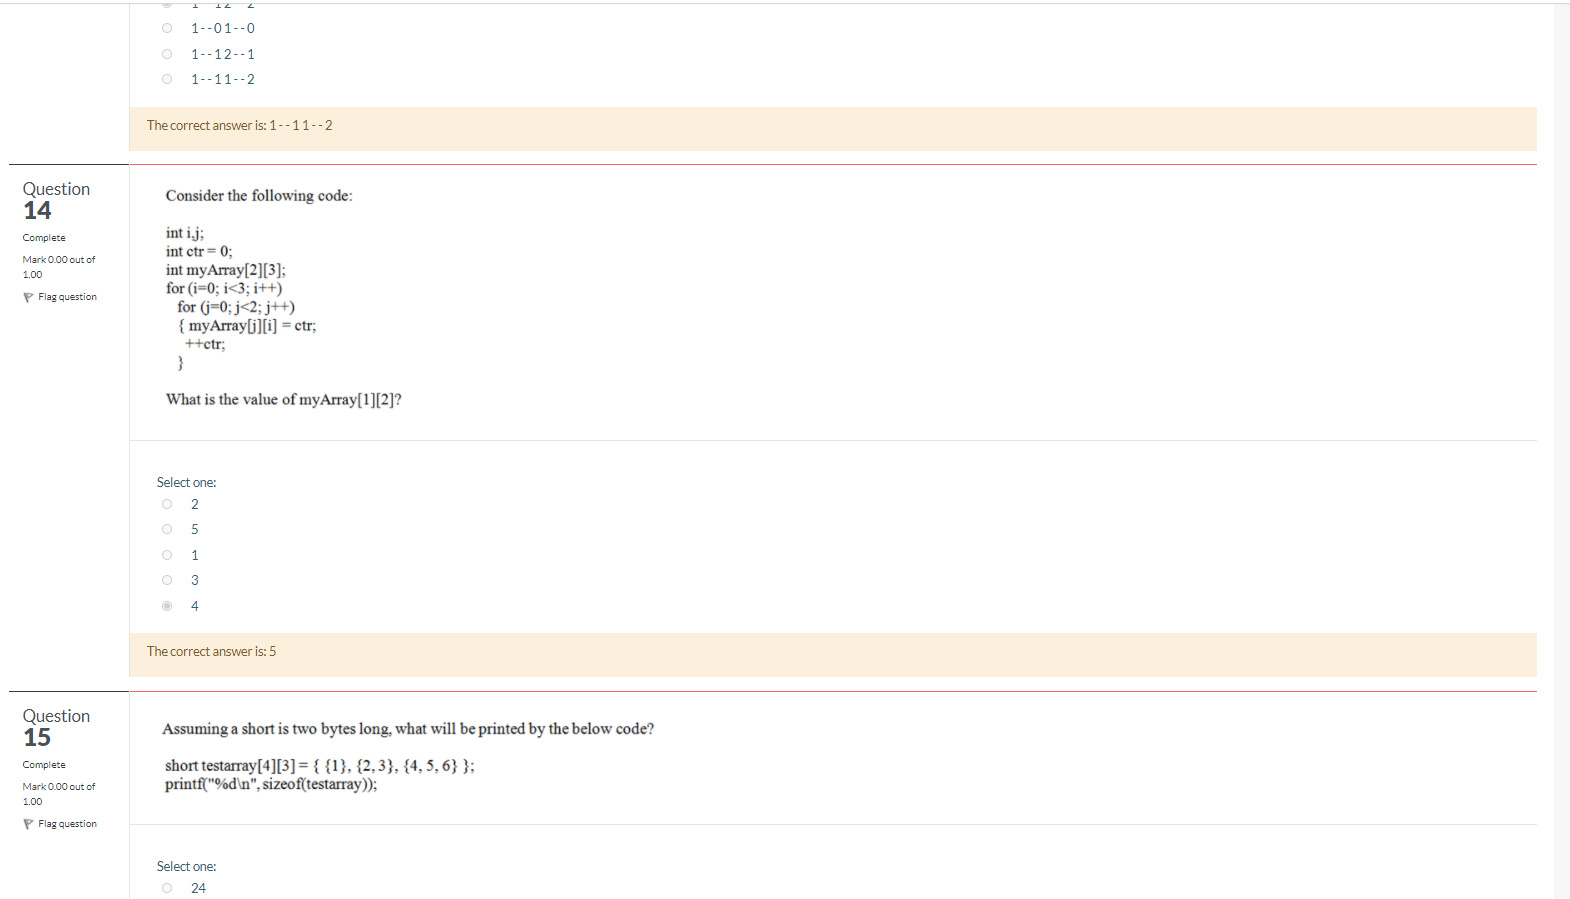 1--01--0
1--12--1
1--11--2
The correct answer is: 1--11--2
Question
14
Complete
Mark 0.00 out of
1.00
Flag question
Consider the following code:
int i,j;
int ctr = 0;
int myArray[2][3];
for (i=0; i<3; i++)
for (j=0; j<2; j++)
{ myArray[j][i] = ctr;
++ctr;
}
What is the value of myArray[1][2]?
Select one:
2
5
1
3
4
The correct answer is: 5
Question
15
Complete
Mark 0.00 out of
1.00
Flag question
Assuming a short is two bytes long, what will be printed by the below code?
short testarray[4][3] = { {1}, {2, 3}, {4, 5, 6} };
printf("%d\n", sizeof(testarray));
Select one:
24